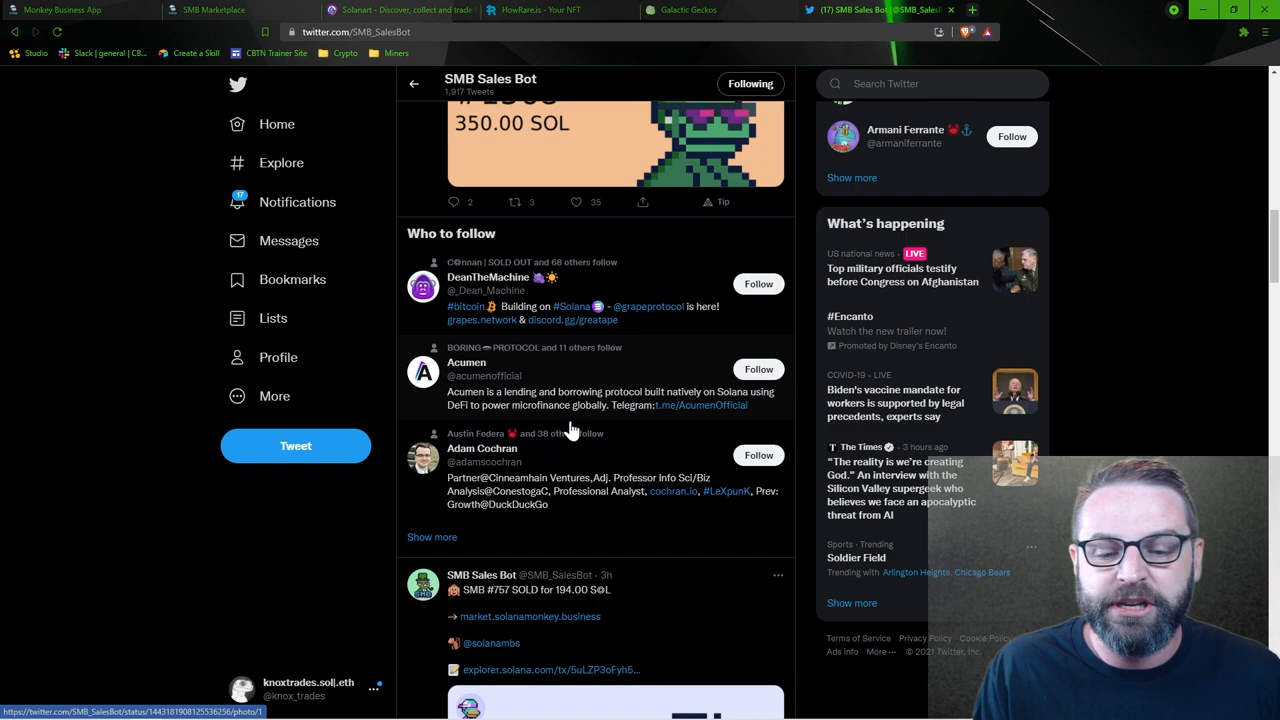 Monkey Business App
SMB Marketplace
Solanart - Discover, collect and trade
HowRare.is - Your NFT
Galactic Geckos
(17) SMB Sales Bot (@SMB_SalesB
twitter.com/SMB_SalesBot
Studio
Slack | general | CB...
Create a Skill
CBTN Trainer Site
Crypto
Miners
Home
Explore
17
Notifications
Messages
Bookmarks
Lists
Profile
More
Tweet
knoxtrades.sol|.eth
@knox_trades
https://twitter.com/SMB_SalesBot/status/1443181908125536256/photo/1
SMB Sales Bot
1,917 Tweets
Following
350.00 SOL
2
3
35
Tip
Who to follow
C⊙nnan | SOLD OUT and 68 others follow
DeanTheMachine 🍇☀️
@_Dean_Machine
Follow
#bitcoin Building on #Solana - @grapeprotocol is here!
grapes.network & discord.gg/greatape
BORING PROTOCOL and 11 others follow
Acumen
@acumenofficial
Follow
Acumen is a lending and borrowing protocol built natively on Solana using
DeFi to power microfinance globally. Telegram:t.me/AcumenOfficial
Austin Federa 🦀 and 38 oth follow
Adam Cochran
@adamscochran
Follow
Partner@Cinneamhain Ventures,Adj. Professor Info Sci/Biz
Analysis@ConestogaC, Professional Analyst, cochran.io, #LeXpunK, Prev:
Growth@DuckDuckGo
Show more
SMB Sales Bot @SMB_SalesBot · 3h
🙉 SMB #757 SOLD for 194.00 S◎L
→ market.solanamonkey.business
🐒 @solanambs
📝 explorer.solana.com/tx/5uLZP3oFyh5...
Search Twitter
Armani Ferrante 🦀⚓
@armaniferrante
Follow
Show more
What's happening
US national news · LIVE
Top military officials testify
before Congress on Afghanistan
#Encanto
Watch the new trailer now!
Promoted by Disney's Encanto
COVID-19 · LIVE
Biden's vaccine mandate for
workers is supported by legal
precedents, experts say
The Times · 3 hours ago
"The reality is we're creating
God." An interview with the
Silicon Valley supergeek who
believes we face an apocalyptic
threat from AI
Sports · Trending
Soldier Field
Trending with Arlington Heights, Chicago Bears
Show more
Terms of Service Privacy Policy Cookie Policy
Ads info More ··· © 2021 Twitter, Inc.